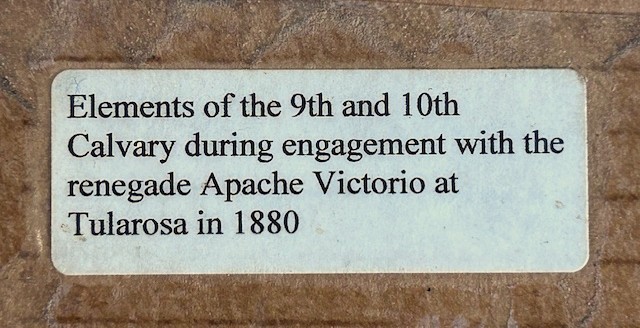 Elements of the 9th and 10th
Calvary during engagement with the
renegade Apache Victorio at
Tularosa in 1880